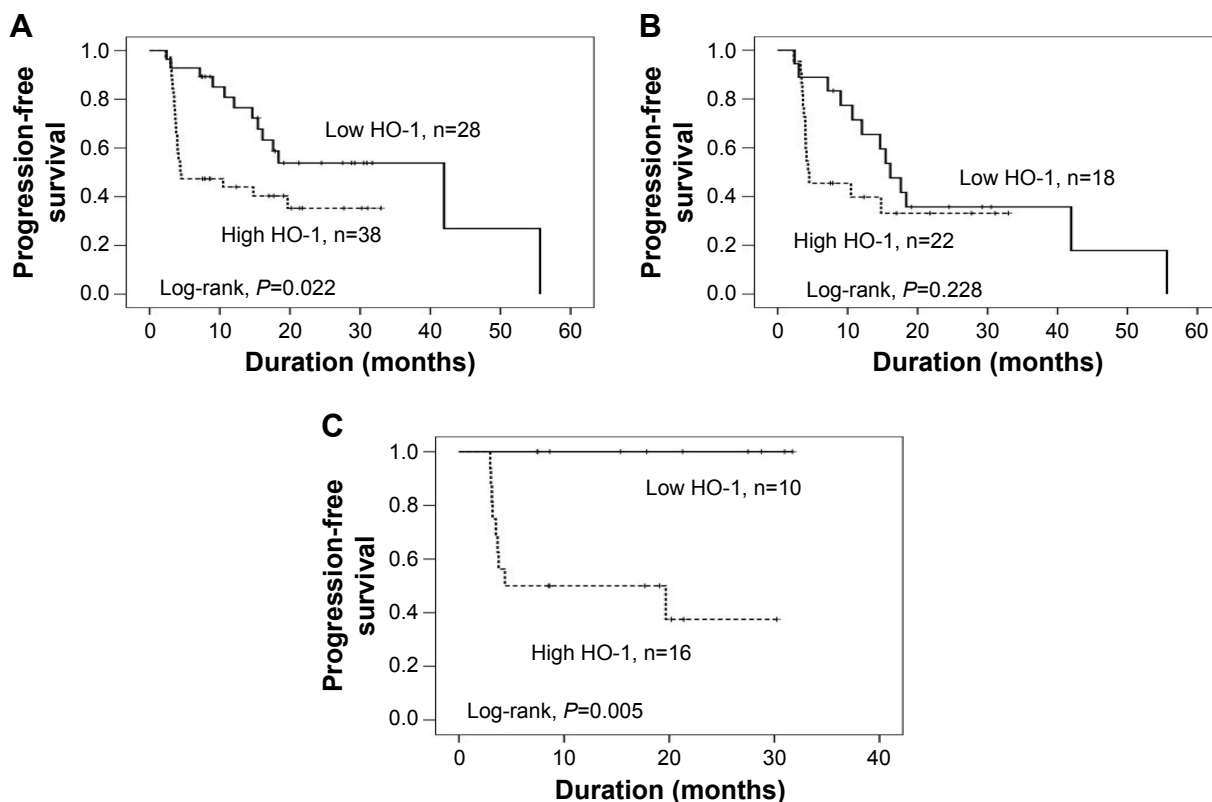 A
Progression-free
survival
1.0
0.8
0.6
0.4
0.2
0.0
Low HO-1, n=28
High HO-1, n=38
Log-rank, P=0.022
0 10 20 30 40 50 60
Duration (months)
B
Progression-free
survival
1.0
0.8
0.6
0.4
0.2
0.0
Low HO-1, n=18
High HO-1, n=22
Log-rank, P=0.228
0 10 20 30 40 50 60
Duration (months)
C
Progression-free
survival
1.0
0.8
0.6
0.4
0.2
0.0
Low HO-1, n=10
High HO-1, n=16
Log-rank, P=0.005
0 10 20 30 40
Duration (months)